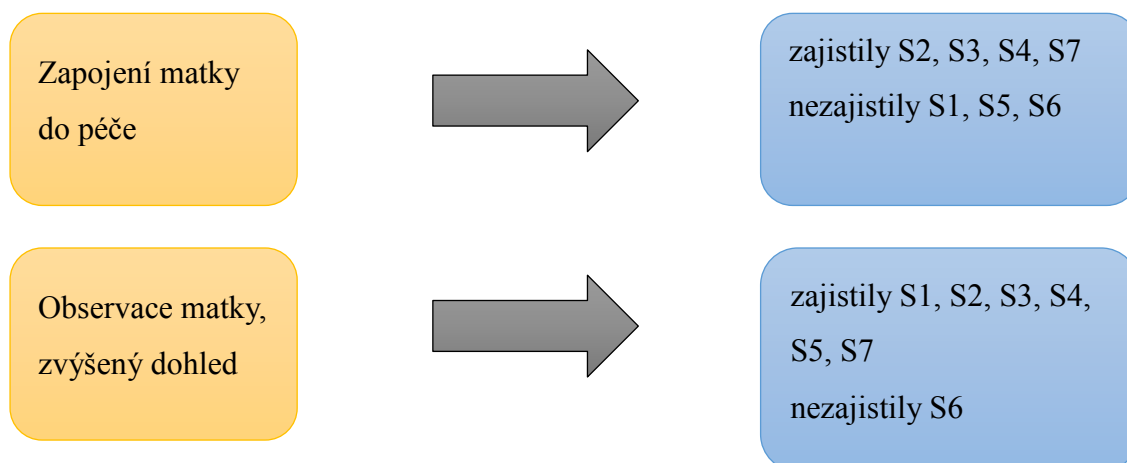 Zapojení matky
do péče
zajistily S2, S3, S4, S7
nezajistily S1, S5, S6
Observace matky,
zvýšený dohled
zajistily S1, S2, S3, S4,
S5, S7
nezajistily S6